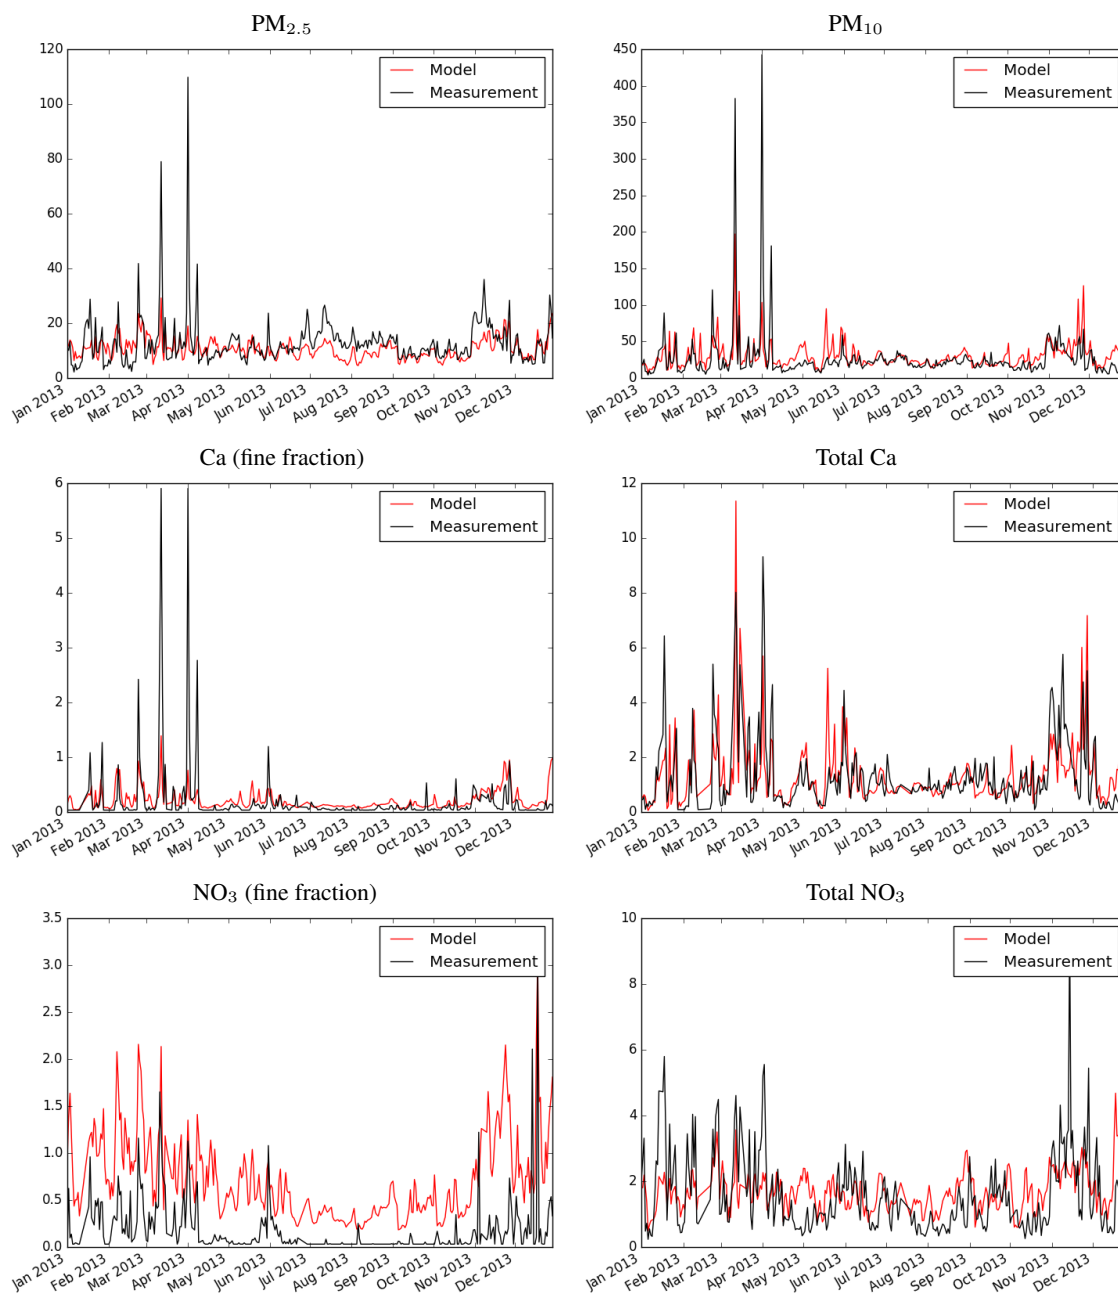 PM2.5
120
100
80
60
40
20
0
Model
Measurement
Jan 2013
Feb 2013
Mar 2013
Apr 2013
May 2013
Jun 2013
Jul 2013
Aug 2013
Sep 2013
Oct 2013
Nov 2013
Dec 2013
PM10
450
400
350
300
250
200
150
100
50
0
Model
Measurement
Jan 2013
Feb 2013
Mar 2013
Apr 2013
May 2013
Jun 2013
Jul 2013
Aug 2013
Sep 2013
Oct 2013
Nov 2013
Dec 2013
Ca (fine fraction)
6
5
4
3
2
1
0
Model
Measurement
Jan 2013
Feb 2013
Mar 2013
Apr 2013
May 2013
Jun 2013
Jul 2013
Aug 2013
Sep 2013
Oct 2013
Nov 2013
Dec 2013
Total Ca
12
10
8
6
4
2
0
Model
Measurement
Jan 2013
Feb 2013
Mar 2013
Apr 2013
May 2013
Jun 2013
Jul 2013
Aug 2013
Sep 2013
Oct 2013
Nov 2013
Dec 2013
NO3 (fine fraction)
3.5
3.0
2.5
2.0
1.5
1.0
0.5
0.0
Model
Measurement
Jan 2013
Feb 2013
Mar 2013
Apr 2013
May 2013
Jun 2013
Jul 2013
Aug 2013
Sep 2013
Oct 2013
Nov 2013
Dec 2013
Total NO3
10
8
6
4
2
0
Model
Measurement
Jan 2013
Feb 2013
Mar 2013
Apr 2013
May 2013
Jun 2013
Jul 2013
Aug 2013
Sep 2013
Oct 2013
Nov 2013
Dec 2013